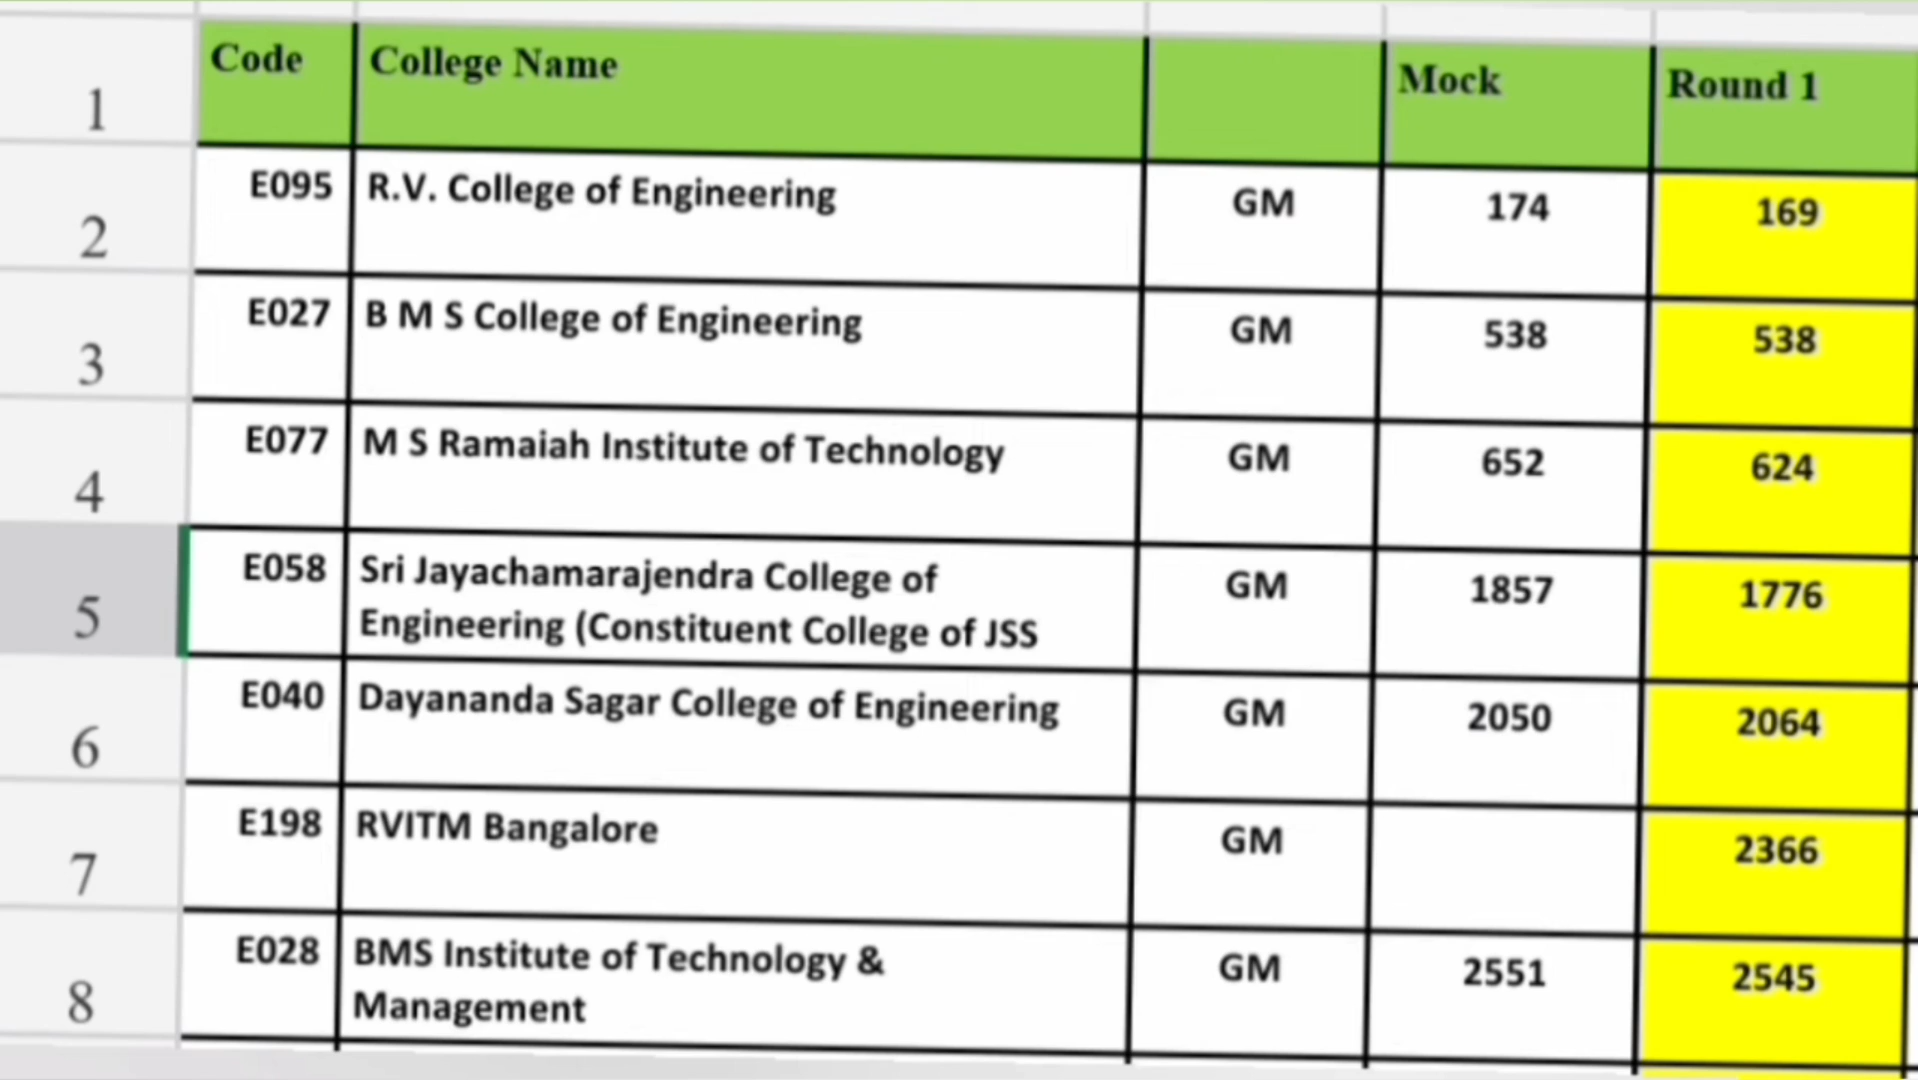 Code College Name Mock Round 1
1
E095 R.V. College of Engineering GM 174 169
2
E027 B M S College of Engineering GM 538 538
3
E077 M S Ramaiah Institute of Technology GM 652 624
4
E058 Sri Jayachamarajendra College of GM 1857 1776
5 Engineering (Constituent College of JSS
E040 Dayananda Sagar College of Engineering GM 2050 2064
6
E198 RVITM Bangalore GM 2366
7
E028 BMS Institute of Technology & GM 2551 2545
8 Management